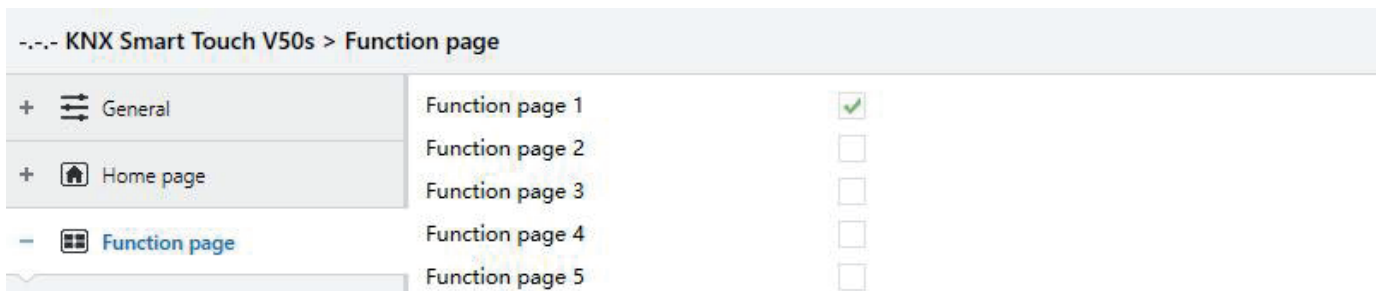 -.-.- KNX Smart Touch V50s > Function page
General
Home page
Function page
Function page 1
Function page 2
Function page 3
Function page 4
Function page 5